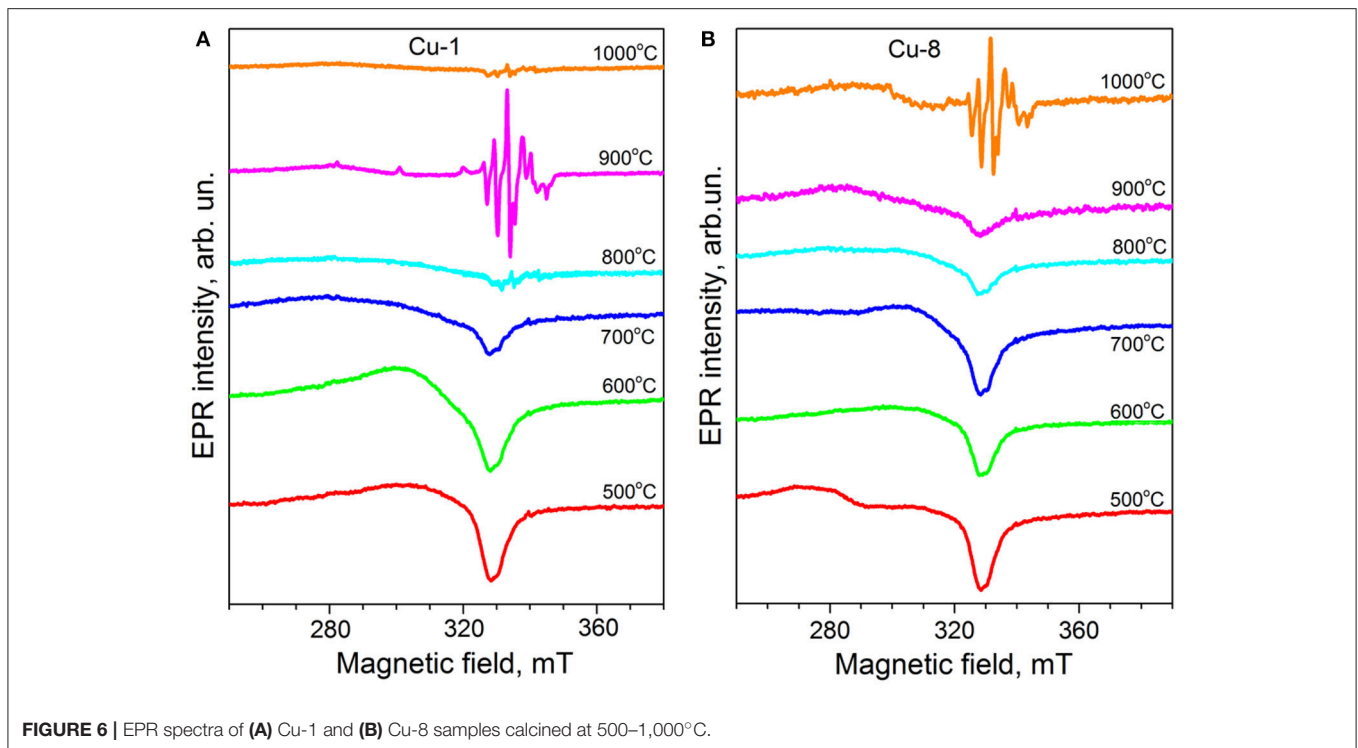 A
Cu-1
1000°C
900°C
800°C
700°C
600°C
500°C
EPR intensity, arb. un.
280 320 360
Magnetic field, mT
B
Cu-8
1000°C
900°C
800°C
700°C
600°C
500°C
EPR intensity, arb.un.
280 320 360
Magnetic field, mT
FIGURE 6 | EPR spectra of (A) Cu-1 and (B) Cu-8 samples calcined at 500–1,000°C.